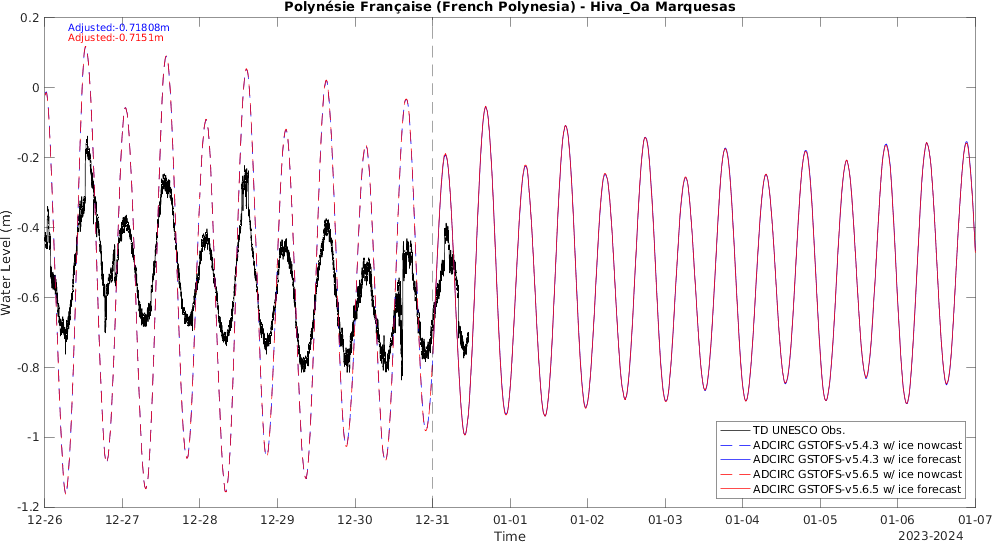 Polynésie Française (French Polynesia) - Hiva_Oa Marquesas
Adjusted:-0.71808m
Adjusted:-0.7151m
0.2
0
-0.2
-0.4
-0.6
-0.8
-1
-1.2
Water Level (m)
TD UNESCO Obs.
ADCIRC GSTOFS-v5.4.3 w/ ice nowcast
ADCIRC GSTOFS-v5.4.3 w/ ice forecast
ADCIRC GSTOFS-v5.6.5 w/ ice nowcast
ADCIRC GSTOFS-v5.6.5 w/ ice forecast
12-26 12-27 12-28 12-29 12-30 12-31 01-01 01-02 01-03 01-04 01-05 01-06 01-07
Time
2023-2024